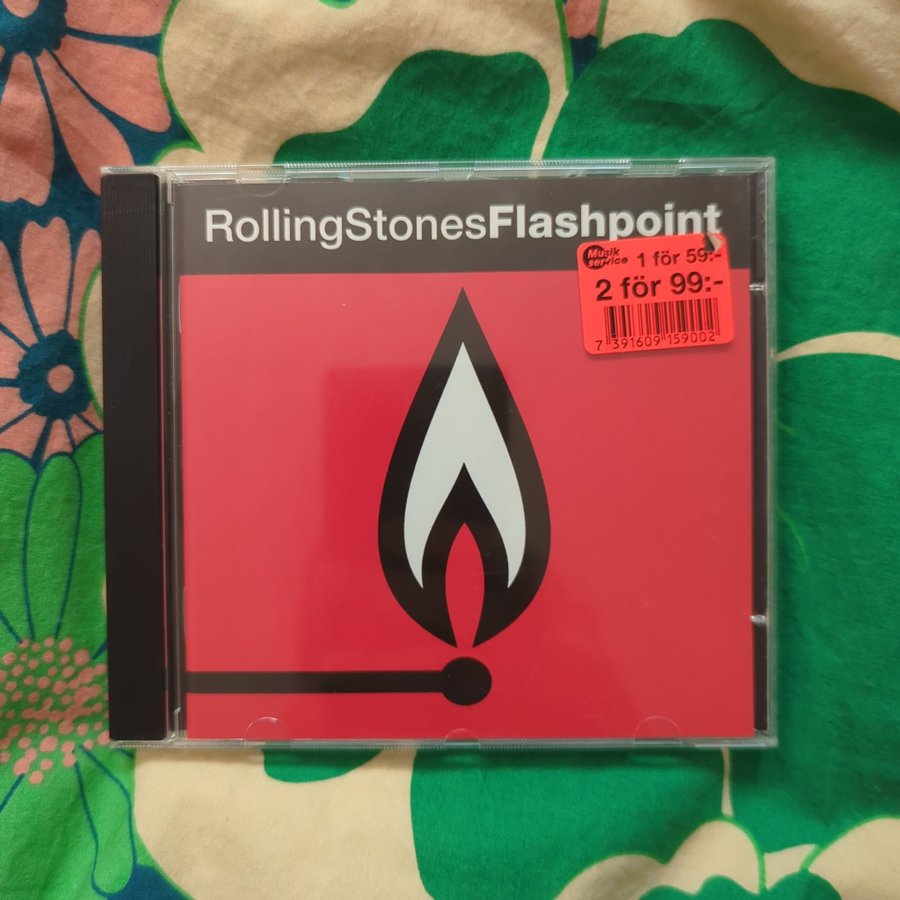 RollingStonesFlashpoint
Musik
service
1 för 59:-
2 för 99:-
7 391609 159002